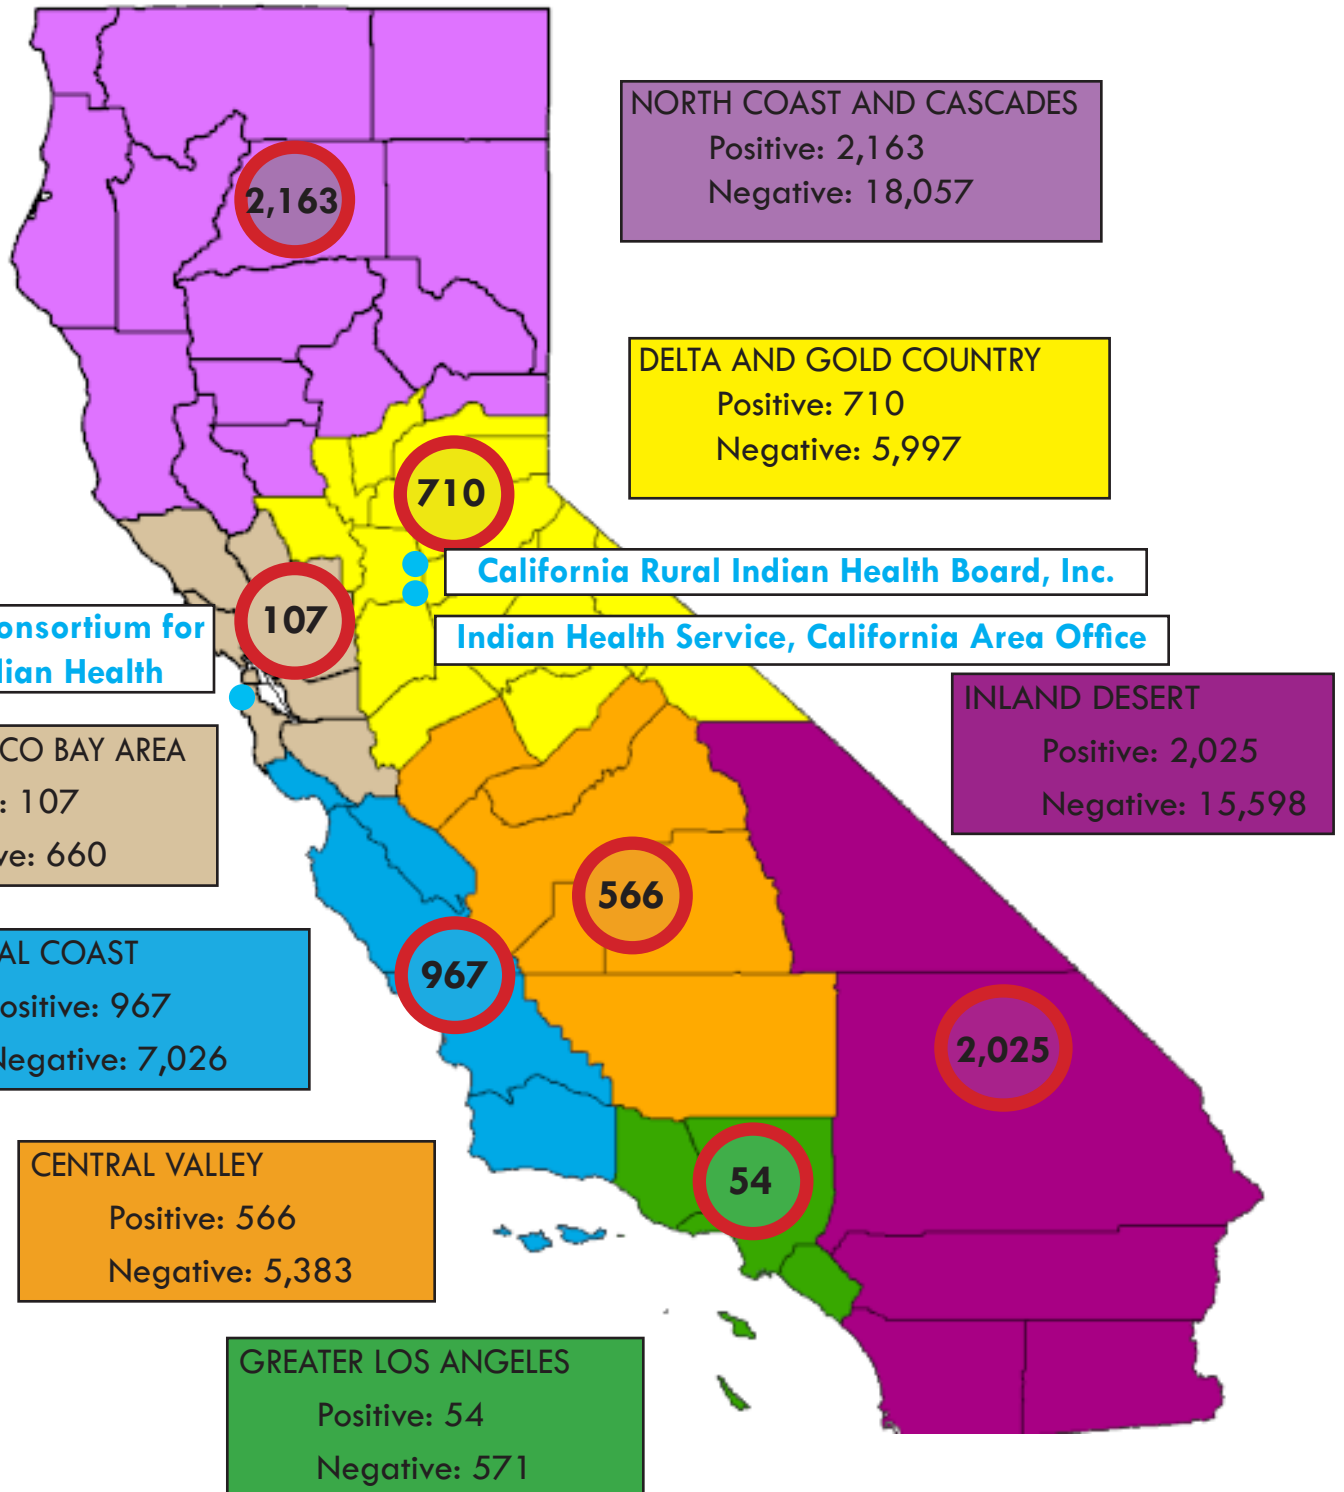 NORTH COAST AND CASCADES
Positive: 2,163
Negative: 18,057
2,163
DELTA AND GOLD COUNTRY
Positive: 710
Negative: 5,997
710
California Rural Indian Health Board, Inc.
107
onsortium for
dian Health
Indian Health Service, California Area Office
INLAND DESERT
Positive: 2,025
Negative: 15,598
CO BAY AREA
: 107
ve: 660
566
AL COAST
ositive: 967
Negative: 7,026
967
2,025
CENTRAL VALLEY
Positive: 566
Negative: 5,383
54
GREATER LOS ANGELES
Positive: 54
Negative: 571